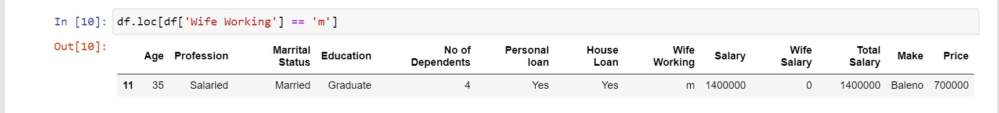 In [10]: df.loc[df['Wife Working'] == 'm']
Out[10]:
Age Profession Marrital Status Education No of Dependents Personal loan House Loan Wife Working Salary Wife Salary Total Salary Make Price
11 35 Salaried Married Graduate 4 Yes Yes m 1400000 0 1400000 Baleno 700000